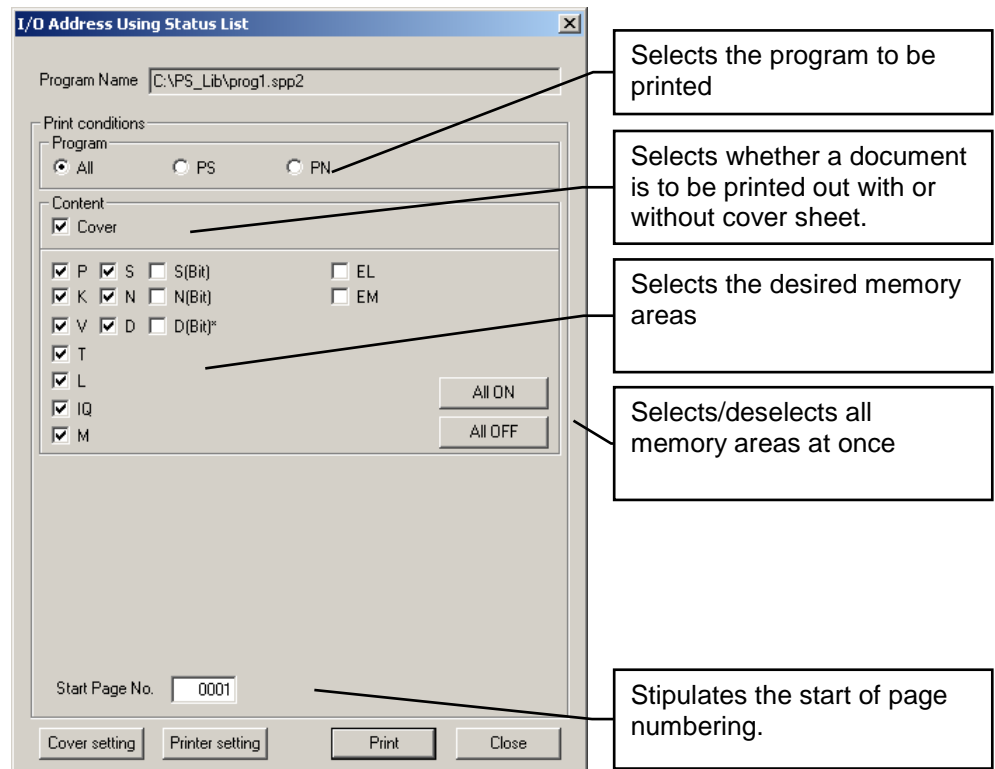 I/O Address Using Status List
Program Name C:\PS_Lib\prog1.spp2
Selects the program to be
printed
Print conditions
Program
All PS PN
Selects whether a document
is to be printed out with or
without cover sheet.
Content
Cover
P S S(Bit) EL
K N N(Bit) EM
V D D(Bit)*
T
L
IQ
M
Selects the desired memory
areas
All ON
All OFF
Selects/deselects all
memory areas at once
Start Page No. 0001
Stipulates the start of page
numbering.
Cover setting Printer setting Print Close